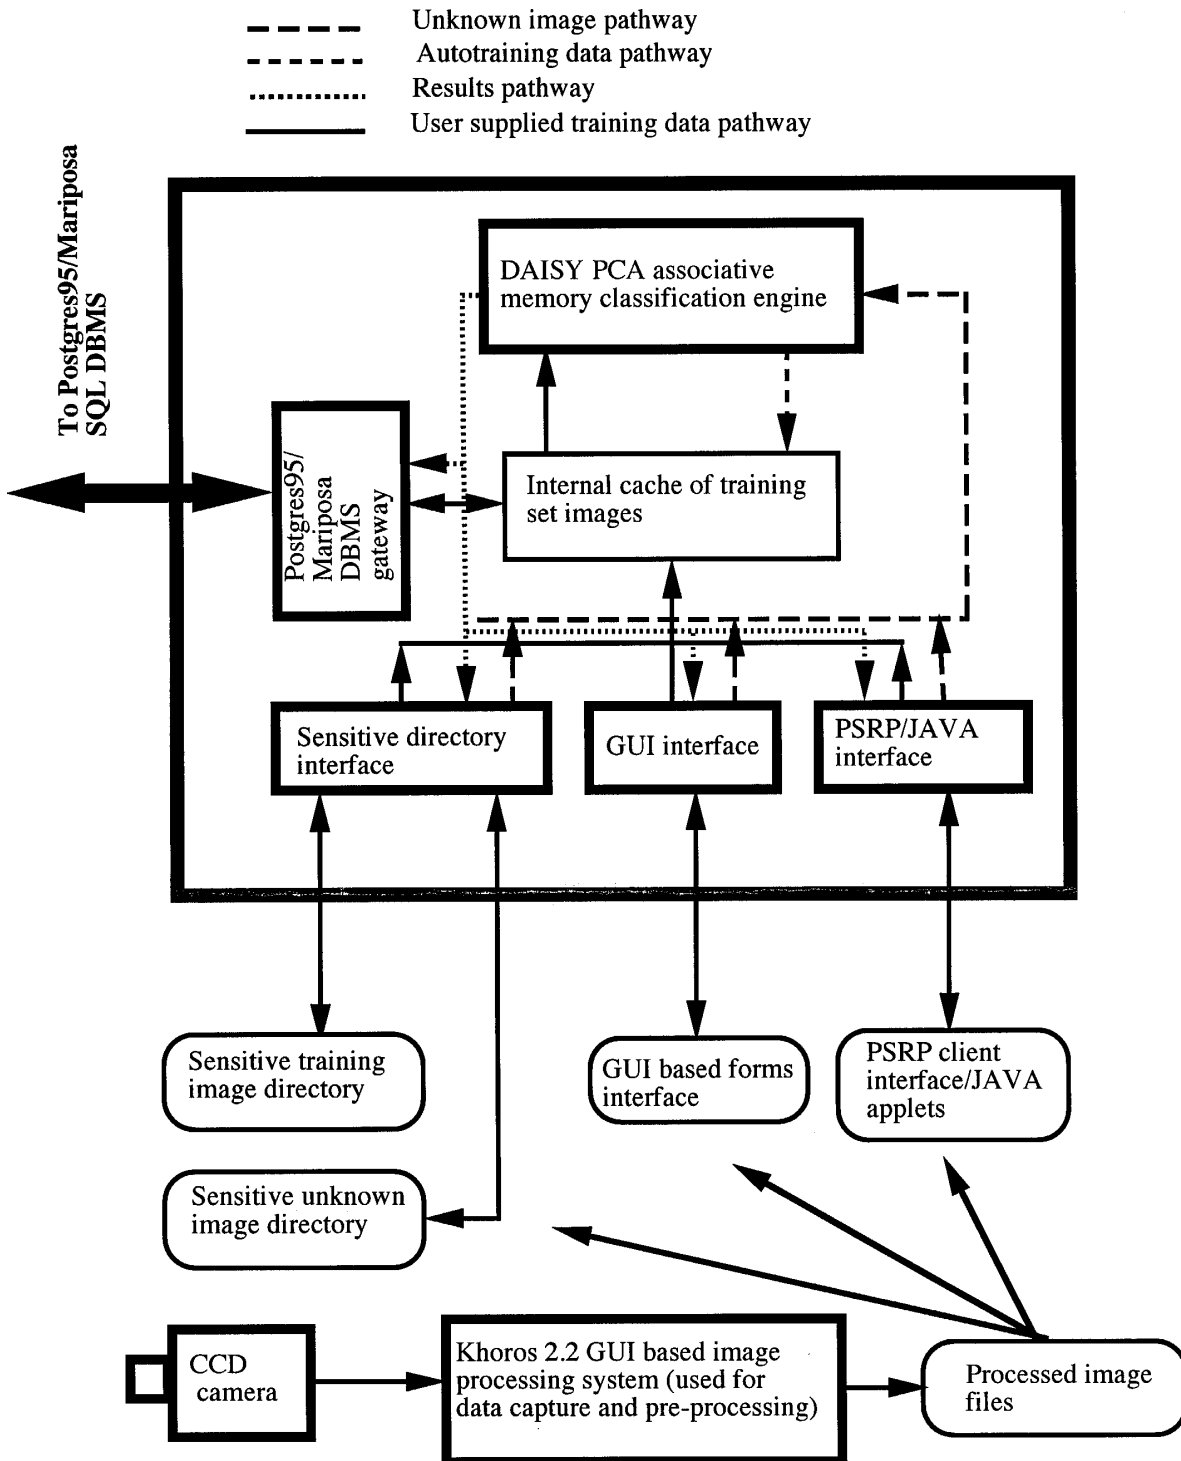 Unknown image pathway
Autotraining data pathway
Results pathway
User supplied training data pathway
To Postgres95/Mariposa
SQL DBMS
DAISY PCA associative
memory classification engine
Postgres95/
Mariposa
DBMS
gateway
Internal cache of training
set images
Sensitive directory
interface
GUI interface
PSRP/JAVA
interface
Sensitive training
image directory
GUI based forms
interface
PSRP client
interface/JAVA
applets
Sensitive unknown
image directory
CCD
camera
Khoros 2.2 GUI based image
processing system (used for
data capture and pre-processing)
Processed image
files